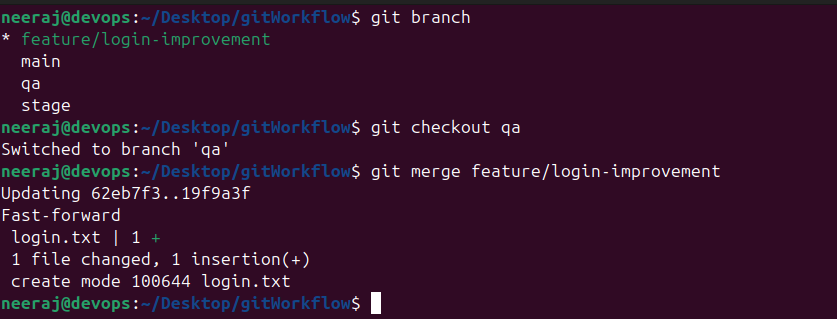 neeraj@devops:~/Desktop/gitWorkflow$ git branch
* feature/login-improvement
  main
  qa
  stage
neeraj@devops:~/Desktop/gitWorkflow$ git checkout qa
Switched to branch 'qa'
neeraj@devops:~/Desktop/gitWorkflow$ git merge feature/login-improvement
Updating 62eb7f3..19f9a3f
Fast-forward
 login.txt | 1 +
 1 file changed, 1 insertion(+)
 create mode 100644 login.txt
neeraj@devops:~/Desktop/gitWorkflow$